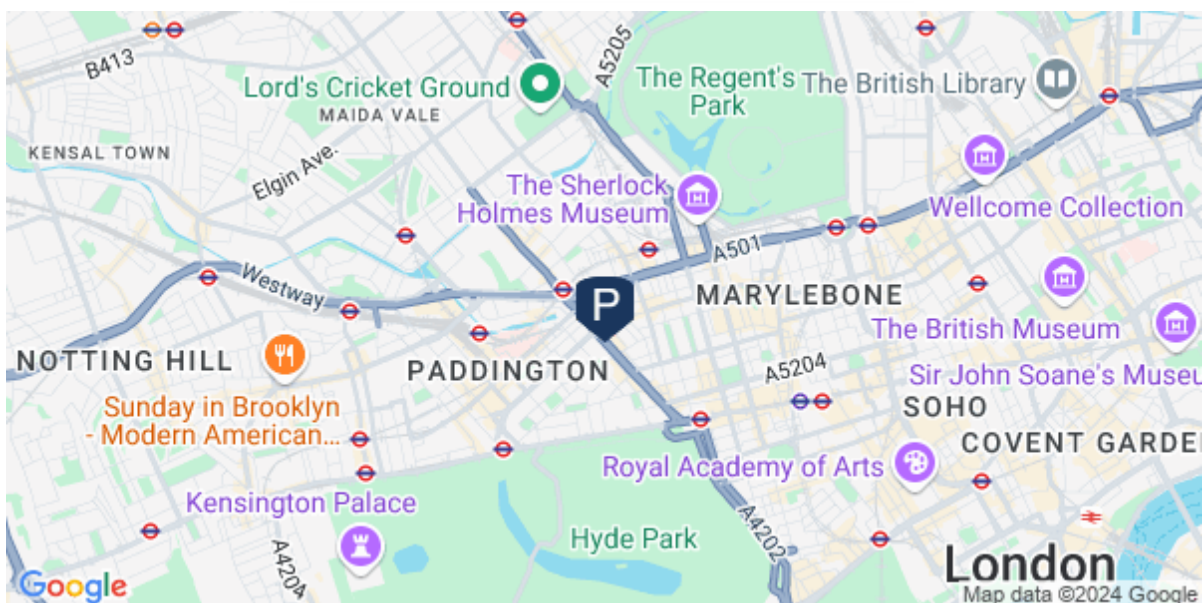 B413
A5205
Lord's Cricket Ground
MAIDA VALE
The Regent's
Park
The British Library
KENSAL TOWN
Elgin Ave.
The Sherlock
Holmes Museum
Wellcome Collection
A501
Westway
P
MARYLEBONE
The British Museum
NOTTING HILL
PADDINGTON
A5204
Sir John Soane's Museu
Sunday in Brooklyn
- Modern American...
SOHO
COVENT GARDE
Royal Academy of Arts
Kensington Palace
A4202
Hyde Park
A4204
London
Google
Map data ©2024 Google